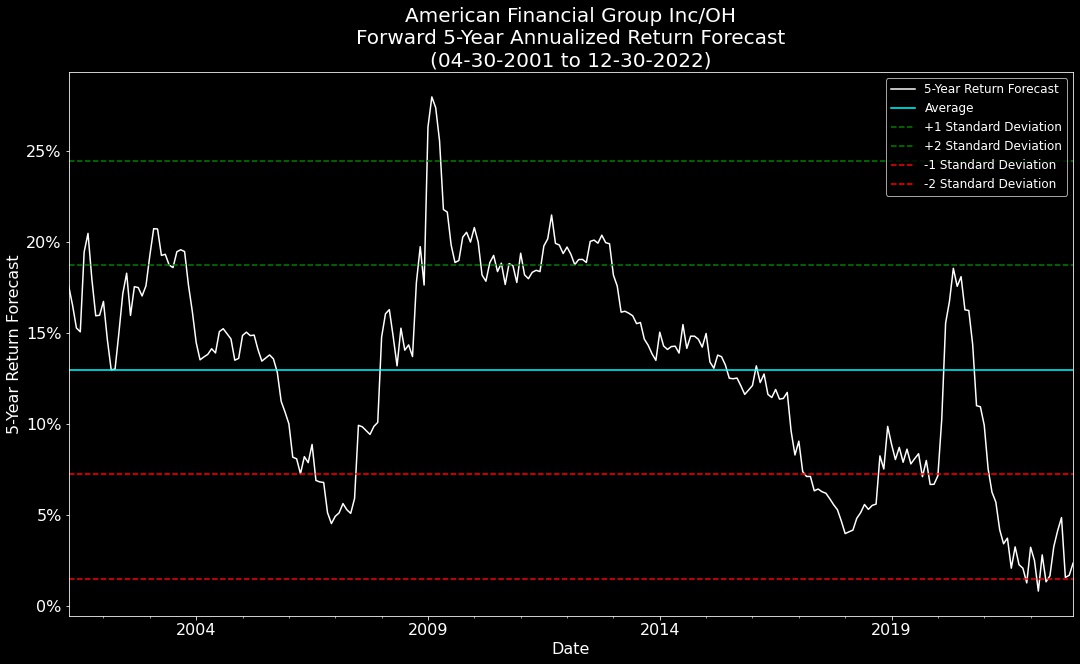 American Financial Group Inc/OH
Forward 5-Year Annualized Return Forecast
(04-30-2001 to 12-30-2022)
5-Year Return Forecast
Average
+1 Standard Deviation
+2 Standard Deviation
-1 Standard Deviation
-2 Standard Deviation
5-Year Return Forecast
25%
20%
15%
10%
5%
0%
2004
2009
2014
2019
Date